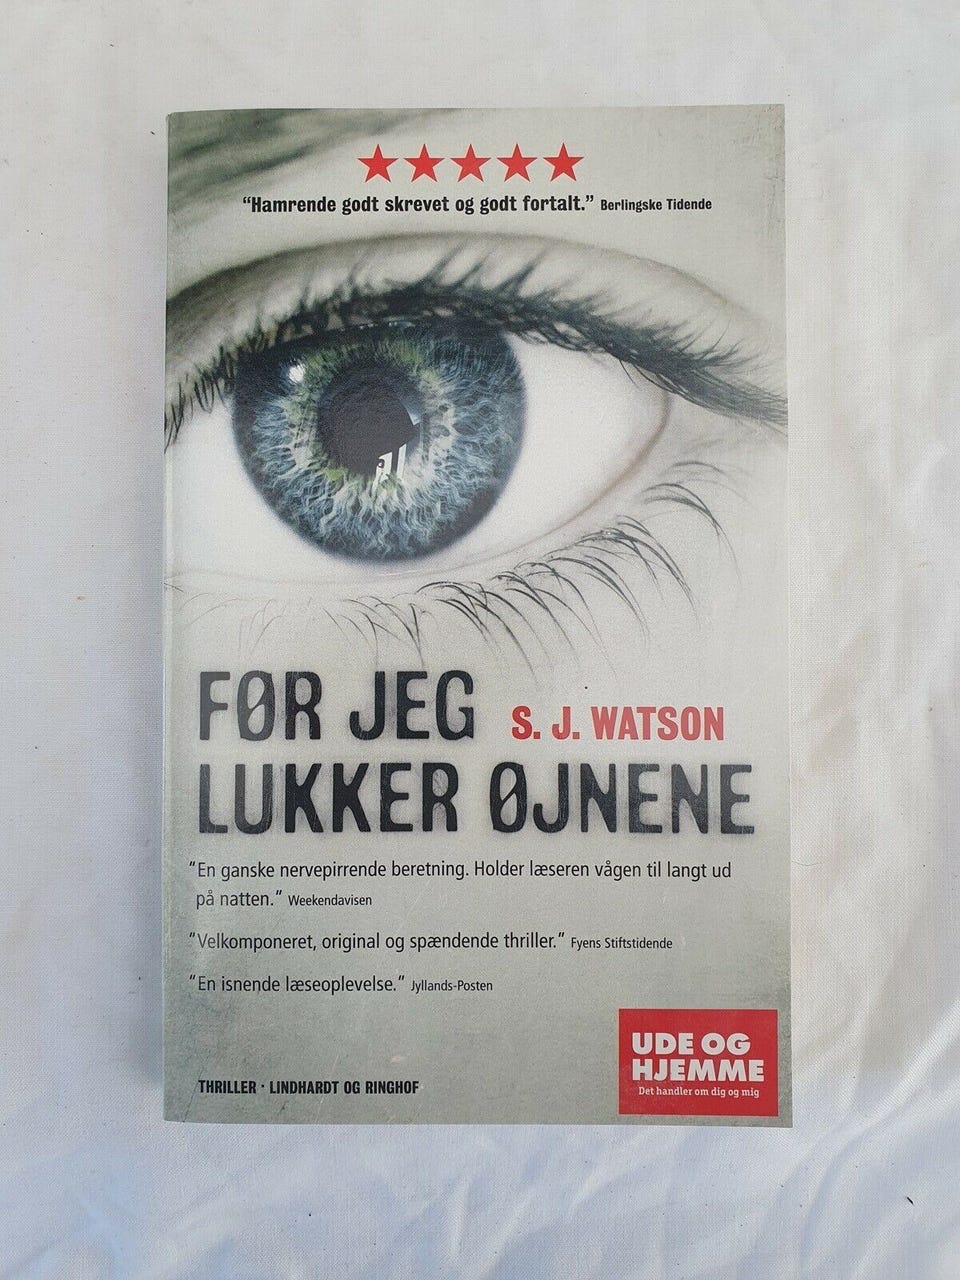 “Hamrende godt skrevet og godt fortalt.” Berlingske Tidende
FØR JEG
S. J. WATSON
LUKKER ØJNENE
“En ganske nervepirrende beretning. Holder læseren vågen til langt ud
på natten.” Weekendavisen
“Velkomponeret, original og spændende thriller.” Fyens Stiftstidende
“En isnende læseoplevelse.” Jyllands-Posten
THRILLER · LINDHARDT OG RINGHOF
UDE OG
HJEMME
Det handler om dig og mig